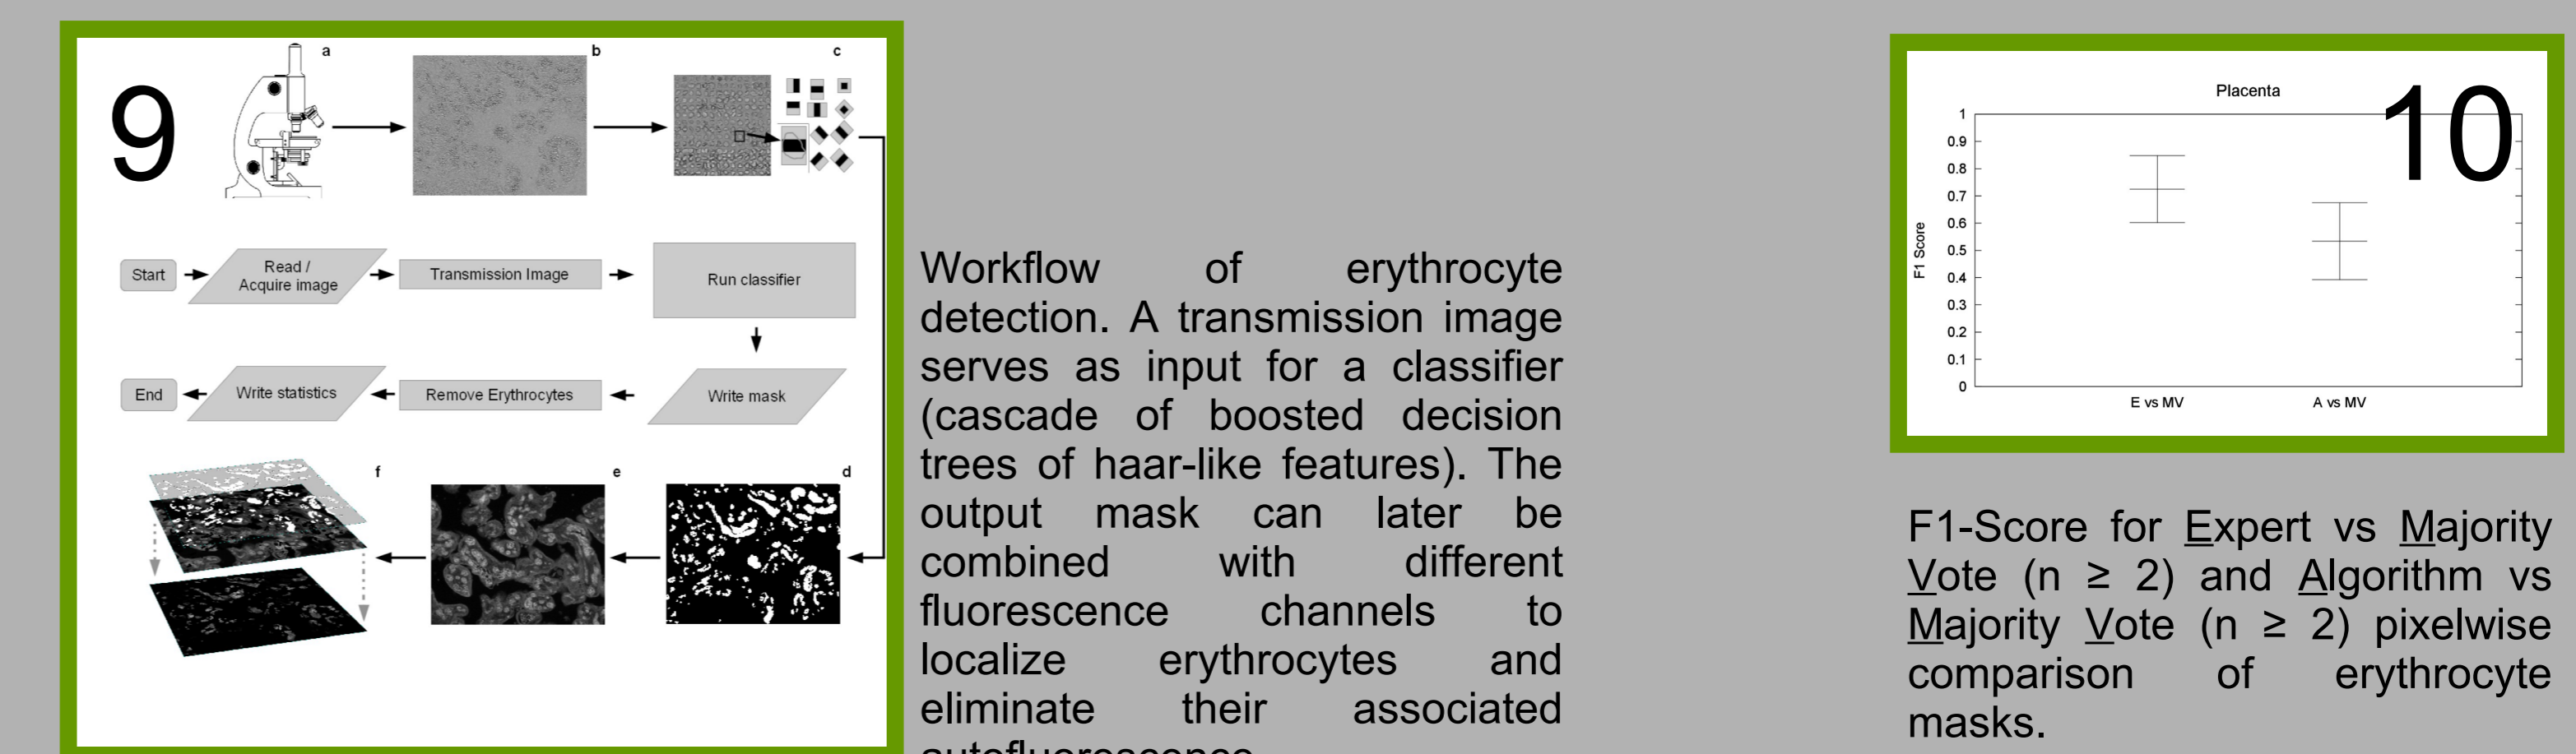 9
a
b
c
Start
Read /
Acquire image
Transmission Image
Run classifier
End
Write statistics
Remove Erythrocytes
Write mask
f
e
d
Workflow of erythrocyte
detection. A transmission image
serves as input for a classifier
(cascade of boosted decision
trees of haar-like features). The
output mask can later be
combined with different
fluorescence channels to
localize erythrocytes and
eliminate their associated
autofluorescence
10
Placenta
1
0.9
0.8
0.7
0.6
0.5
0.4
0.3
0.2
0.1
0
F1 Score
E vs MV
A vs MV
F1-Score for Expert vs Majority
Vote (n ≥ 2) and Algorithm vs
Majority Vote (n ≥ 2) pixelwise
comparison of erythrocyte
masks.